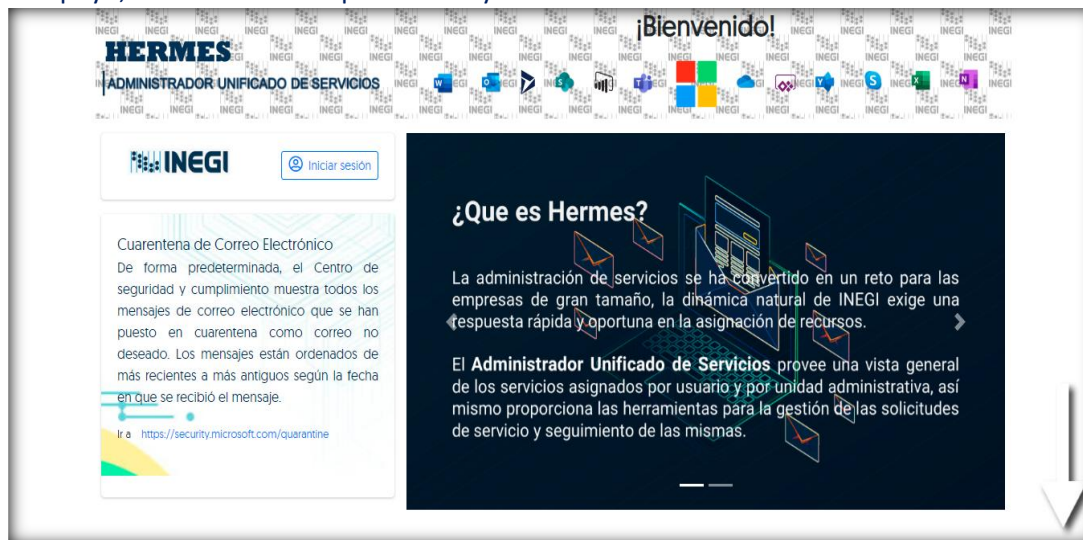 ¡Bienvenido!
HERMES
ADMINISTRADOR UNIFICADO DE SERVICIOS
INEGI
Iniciar sesión
¿Que es Hermes?
La administración de servicios se ha convertido en un reto para las
empresas de gran tamaño, la dinámica natural de INEGI exige una
respuesta rápida y oportuna en la asignación de recursos.
El Administrador Unificado de Servicios provee una vista general
de los servicios asignados por usuario y por unidad administrativa, así
mismo proporciona las herramientas para la gestión de las solicitudes
de servicio y seguimiento de las mismas.
Cuarentena de Correo Electrónico
De forma predeterminada, el Centro de
seguridad y cumplimiento muestra todos los
mensajes de correo electrónico que se han
puesto en cuarentena como correo no
deseado. Los mensajes están ordenados de
más recientes a más antiguos según la fecha
en que se recibió el mensaje.
Ir a https://security.microsoft.com/quarantine